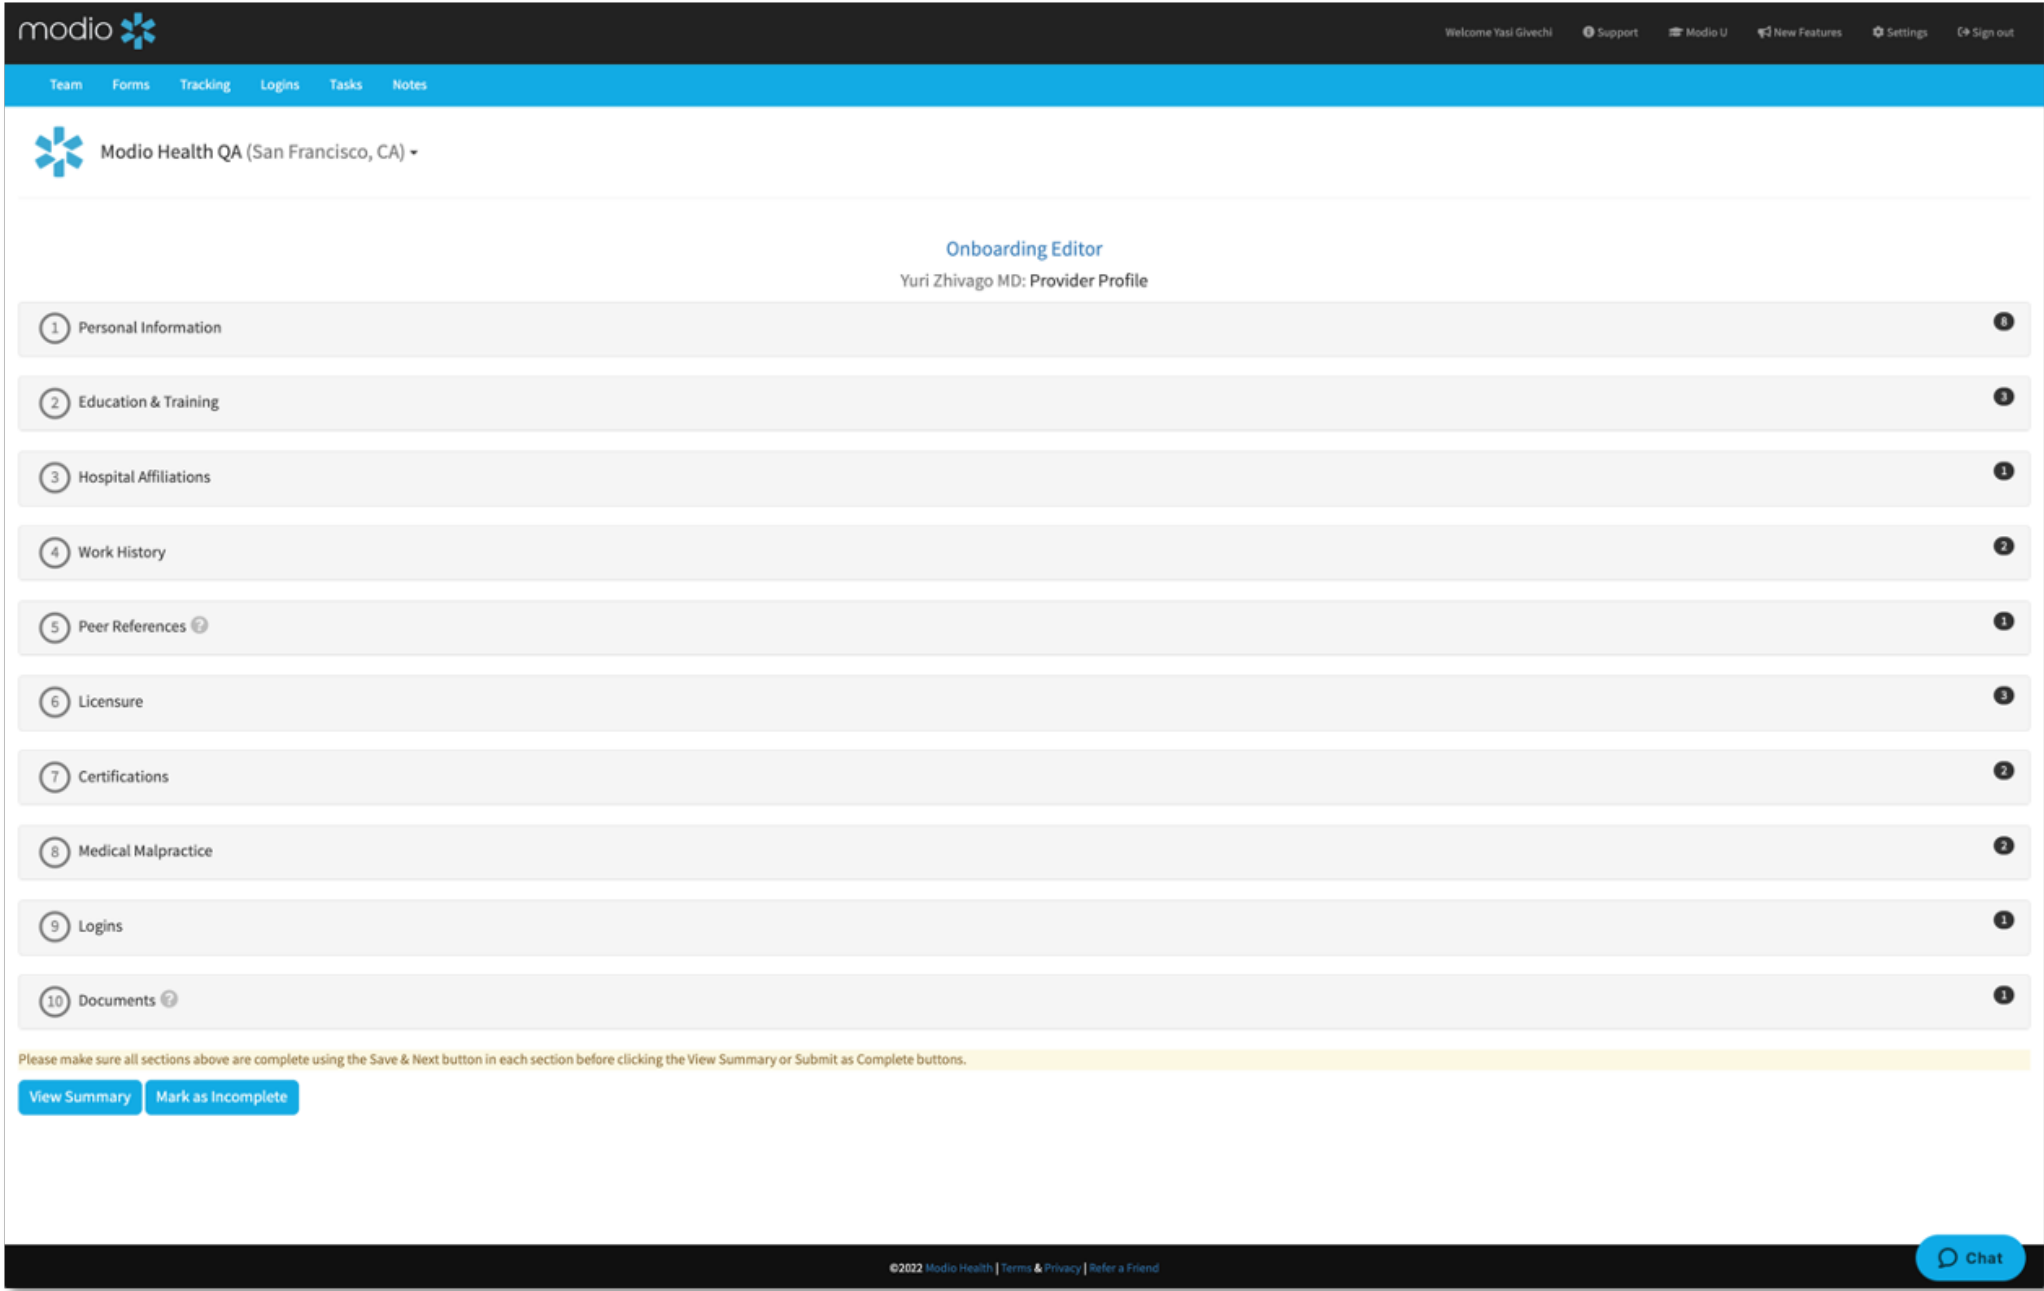 modio
Welcome Yasi Givechi Support Modio U New Features Settings Sign out
Team Forms Tracking Logins Tasks Notes
Modio Health QA (San Francisco, CA)
Onboarding Editor
Yuri Zhivago MD: Provider Profile
1 Personal Information 8
2 Education & Training 3
3 Hospital Affiliations 1
4 Work History 2
5 Peer References ? 1
6 Licensure 3
7 Certifications 2
8 Medical Malpractice 2
9 Logins 1
10 Documents ? 1
Please make sure all sections above are complete using the Save & Next button in each section before clicking the View Summary or Submit as Complete buttons.
View Summary Mark as Incomplete
©2022 Modio Health | Terms & Privacy | Refer a Friend
Chat